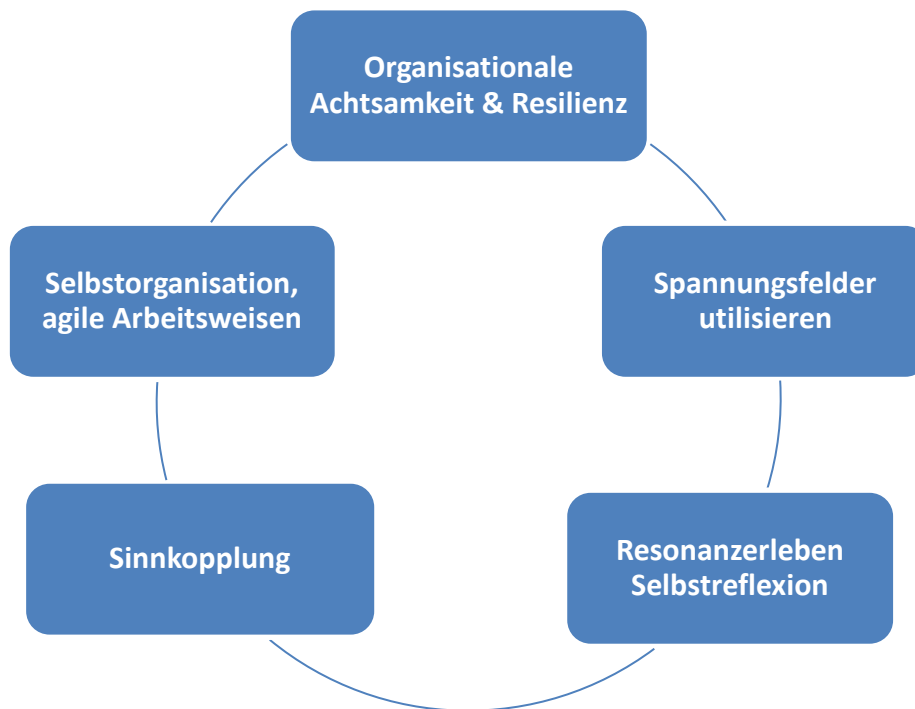 Organisationale
Achtsamkeit & Resilienz
Spannungsfelder
utilisieren
Resonanzerleben
Selbstreflexion
Sinnkopplung
Selbstorganisation,
agile Arbeitsweisen